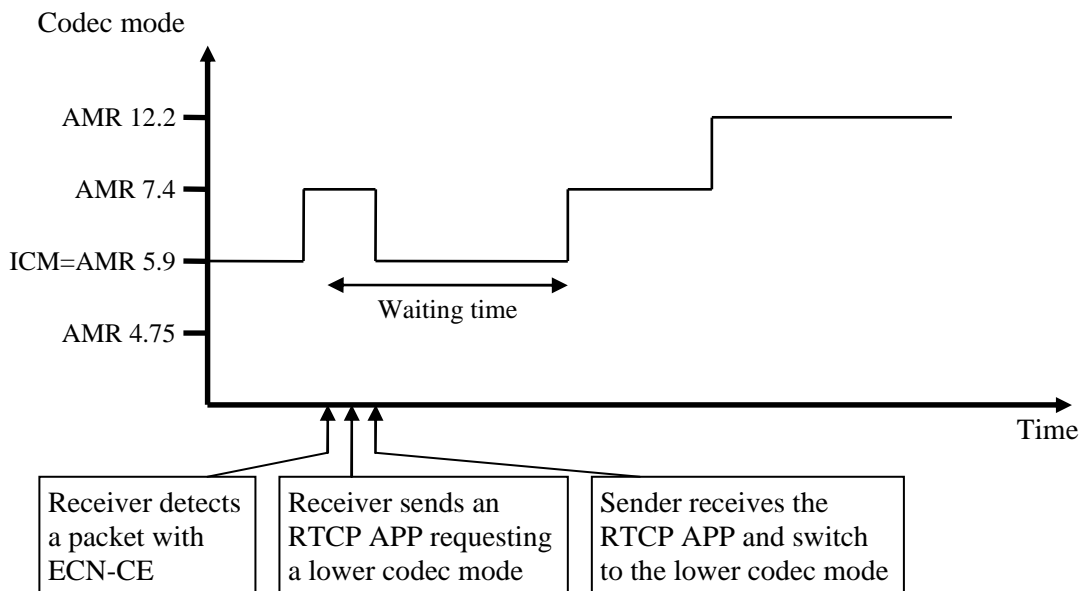 Codec mode
AMR 12.2
AMR 7.4
ICM=AMR 5.9
Waiting time
AMR 4.75
Time
Receiver detects
a packet with
ECN-CE
Receiver sends an
RTCP APP requesting
a lower codec mode
Sender receives the
RTCP APP and switch
to the lower codec mode